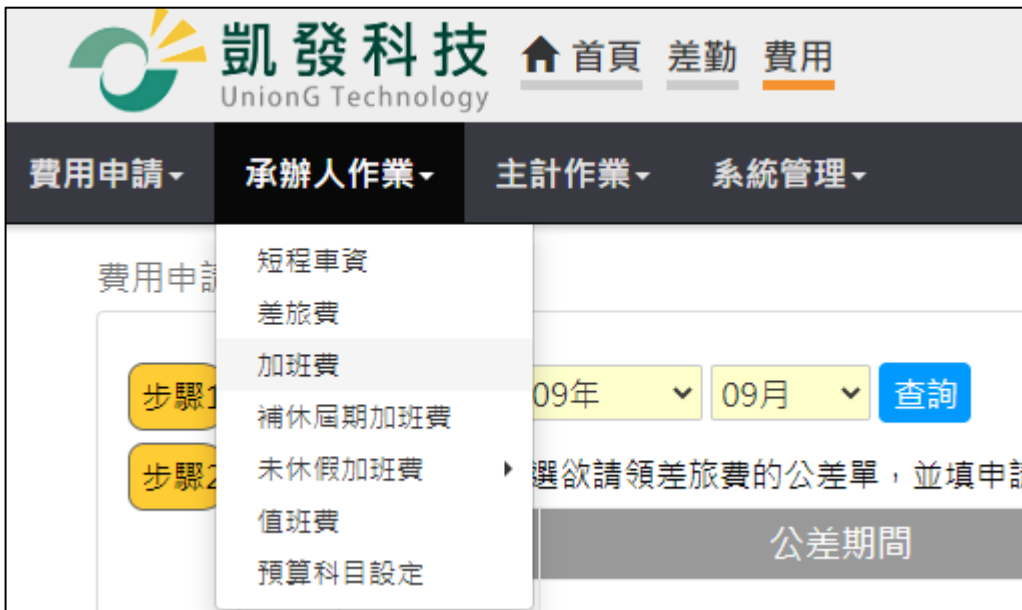 凱發科技
UnionG Technology
首頁 差勤 費用
費用申請 承辦人作業 主計作業 系統管理
短程車資
差旅費
加班費
補休屆期加班費
未休假加班費
值班費
預算科目設定
費用申請
步驟1
09年 09月 查詢
步驟2
選欲請領差旅費的公差單，並填申請
公差期間